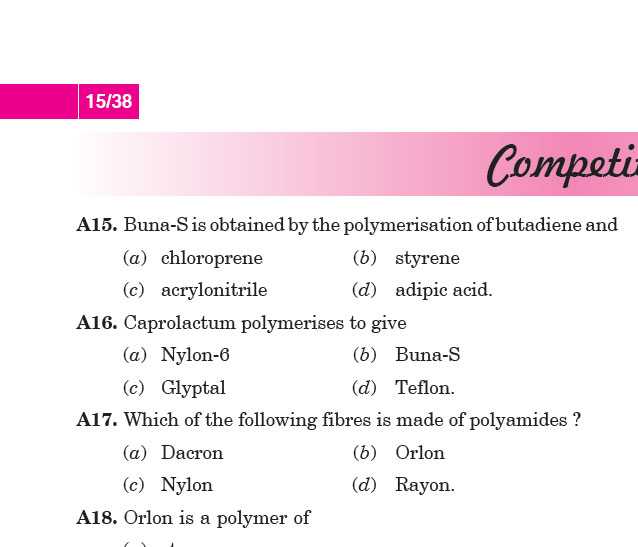 15/38
A15. Buna-S is obtained by the polymerisation of butadiene and
(a) chloroprene (b) styrene
(c) acrylonitrile (d) adipic acid.
A16. Caprolactum polymerises to give
(a) Nylon-6 (b) Buna-S
(c) Glyptal (d) Teflon.
A17. Which of the following fibres is made of polyamides ?
(a) Dacron (b) Orlon
(c) Nylon (d) Rayon.
A18. Orlon is a polymer of